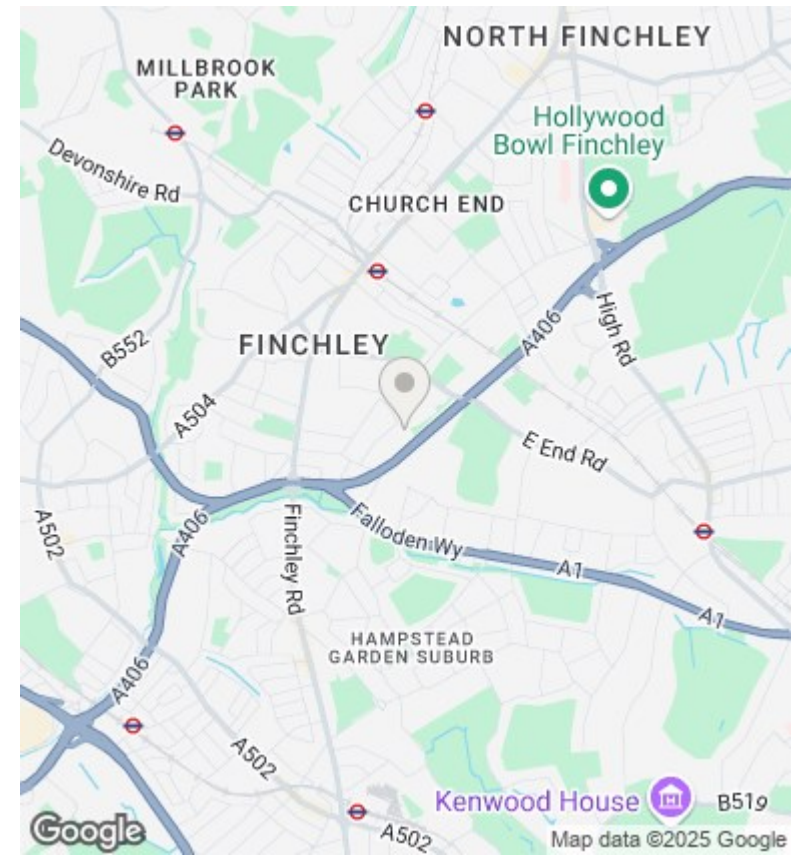 NORTH FINCHLEY
MILLBROOK
PARK
Hollywood
Bowl Finchley
Devonshire Rd
CHURCH END
A406
High Rd
FINCHLEY
B552
A504
E End Rd
A502
A406
Finchley Rd
Falloden Wy
A1
A1
HAMPSTEAD
GARDEN SUBURB
A406
A502
Kenwood House
B519
A502
Google
Map data ©2025 Google